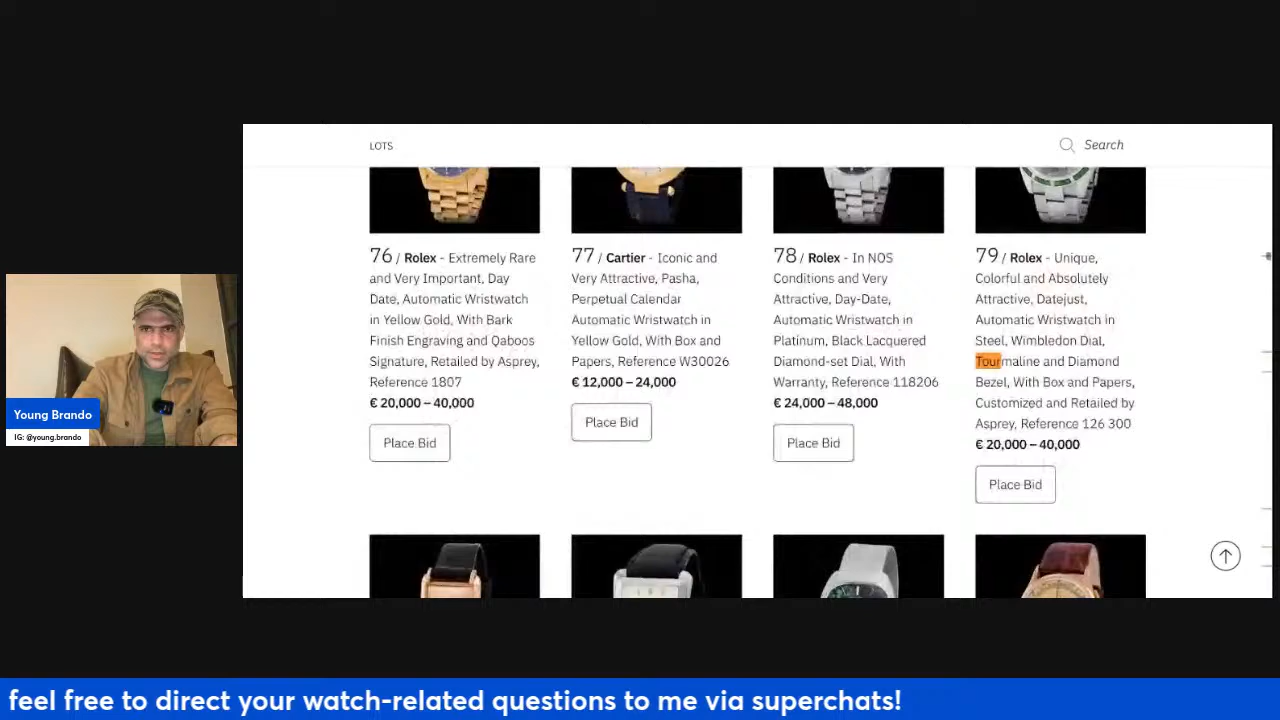 LOTS
Search
76 / Rolex - Extremely Rare
and Very Important, Day
Date, Automatic Wristwatch
in Yellow Gold, With Bark
Finish Engraving and Qaboos
Signature, Retailed by Asprey,
Reference 1807
€ 20,000 – 40,000
Place Bid
77 / Cartier - Iconic and
Very Attractive, Pasha,
Perpetual Calendar
Automatic Wristwatch in
Yellow Gold, With Box and
Papers, Reference W30026
€ 12,000 – 24,000
Place Bid
78 / Rolex - In NOS
Conditions and Very
Attractive, Day-Date,
Automatic Wristwatch in
Platinum, Black Lacquered
Diamond-set Dial, With
Warranty, Reference 118206
€ 24,000 – 48,000
Place Bid
79 / Rolex - Unique,
Colorful and Absolutely
Attractive, Datejust,
Automatic Wristwatch in
Steel, Wimbledon Dial,
Tourmaline and Diamond
Bezel, With Box and Papers,
Customized and Retailed by
Asprey, Reference 126 300
€ 20,000 – 40,000
Place Bid
Young Brando
IG: @young.brando
feel free to direct your watch-related questions to me via superchats!